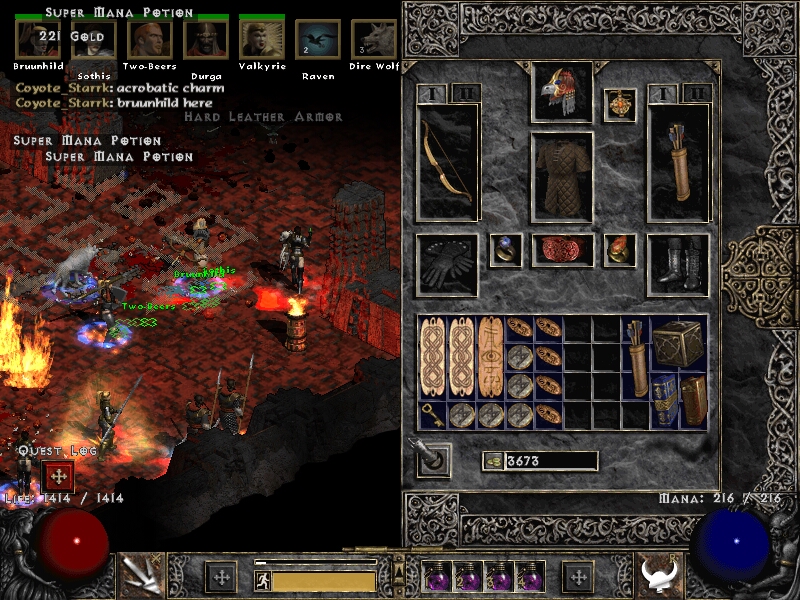 Super Mana Potion
221 Gold
Bruunhild
Sothis
Two-Beers
Durga
Valkyrie
2
Raven
3
Dire Wolf
Coyote_Starrk: acrobatic charm
Coyote_Starrk: bruunhild here
Hard Leather Armor
Super Mana Potion
Super Mana Potion
I II
I II
Two-Beers
Quest Log
Life: 1414 / 1414
3673
Mana: 216 / 216